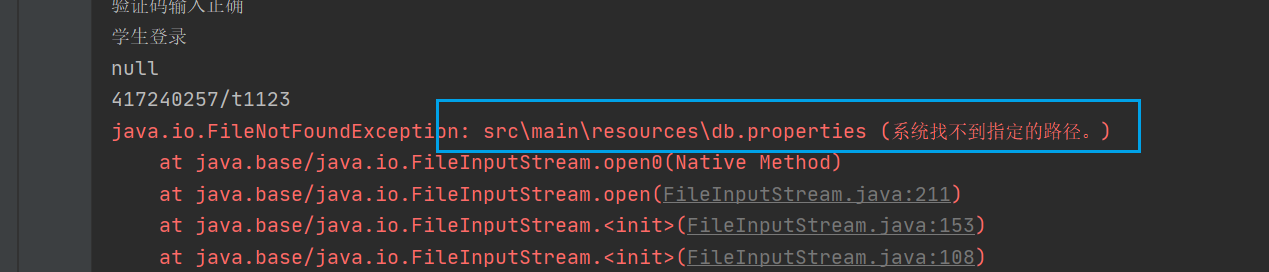 验证码输入正确
学生登录
null
417240257/t1123
java.io.FileNotFoundException: src\main\resources\db.properties (系统找不到指定的路径。)
at java.base/java.io.FileInputStream.open0(Native Method)
at java.base/java.io.FileInputStream.open(FileInputStream.java:211)
at java.base/java.io.FileInputStream.<init>(FileInputStream.java:153)
at java.base/java.io.FileInputStream.<init>(FileInputStream.java:108)